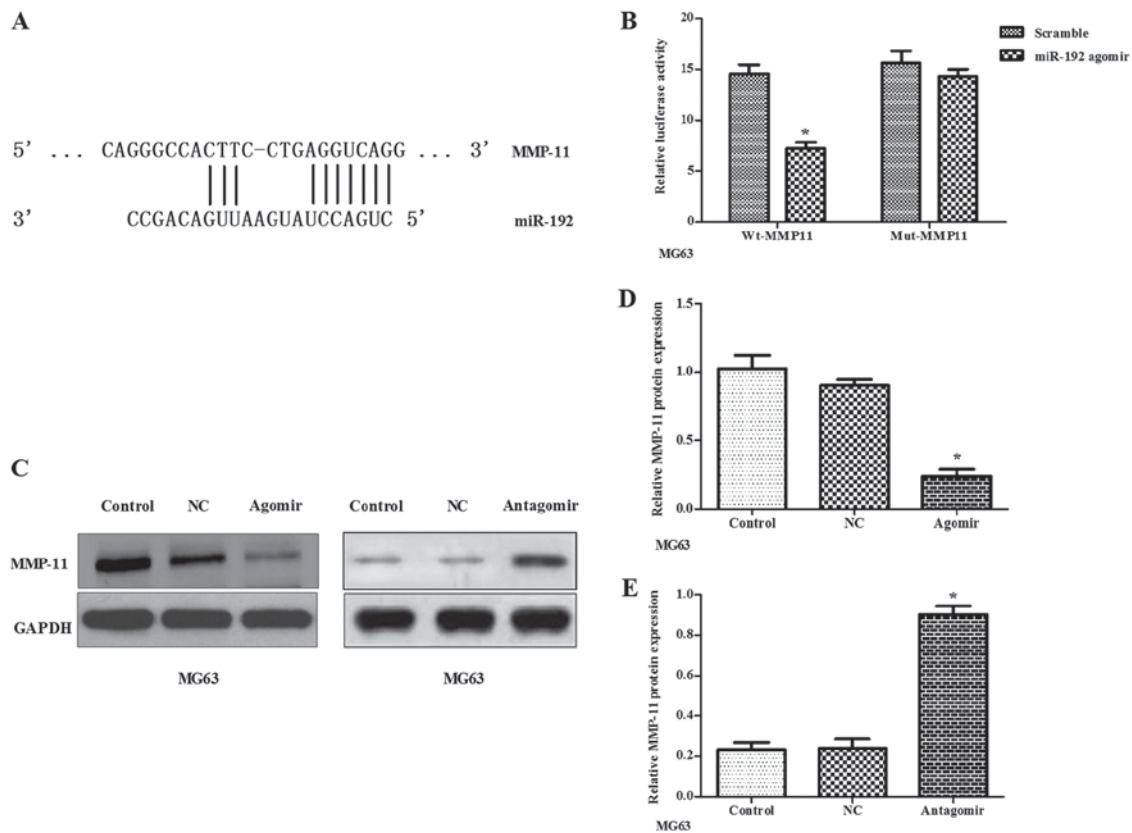 A
5' ... CAGGGCCACTTC-CTGAGGUCAGG ... 3' MMP-11
3' CCGACAGUUAAGUAUCCAGUC 5' miR-192
B
Relative luciferase activity
20
15
10
5
0
Wt-MMP11 Mut-MMP11
MG63
Scramble
miR-192 agomir
*
C
Control NC Agomir Control NC Antagomir
MMP-11
GAPDH
MG63 MG63
D
Relative MMP-11 protein expression
1.5
1.0
0.5
0.0
*
Control NC Agomir
MG63
E
Relative MMP-11 protein expression
1.0
0.8
0.6
0.4
0.2
0.0
*
Control NC Antagomir
MG63